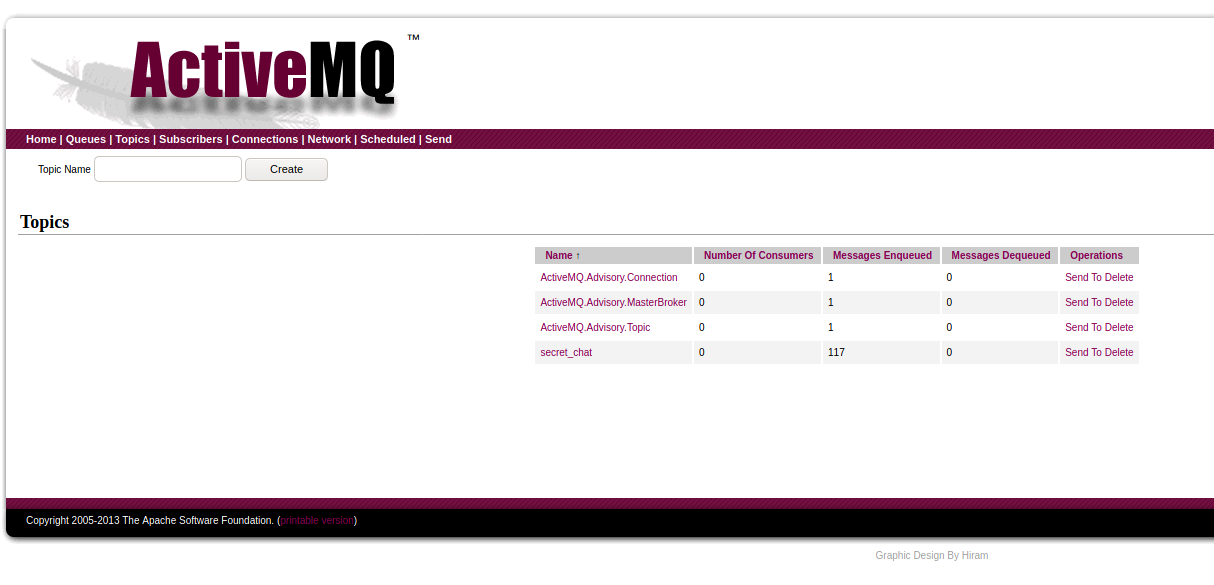 ActiveMQ™
Home | Queues | Topics | Subscribers | Connections | Network | Scheduled | Send
Topic Name Create
Topics
Name ↑ Number Of Consumers Messages Enqueued Messages Dequeued Operations
ActiveMQ.Advisory.Connection 0 1 0 Send To Delete
ActiveMQ.Advisory.MasterBroker 0 1 0 Send To Delete
ActiveMQ.Advisory.Topic 0 1 0 Send To Delete
secret_chat 0 117 0 Send To Delete
Copyright 2005-2013 The Apache Software Foundation. (printable version)
Graphic Design By Hiram